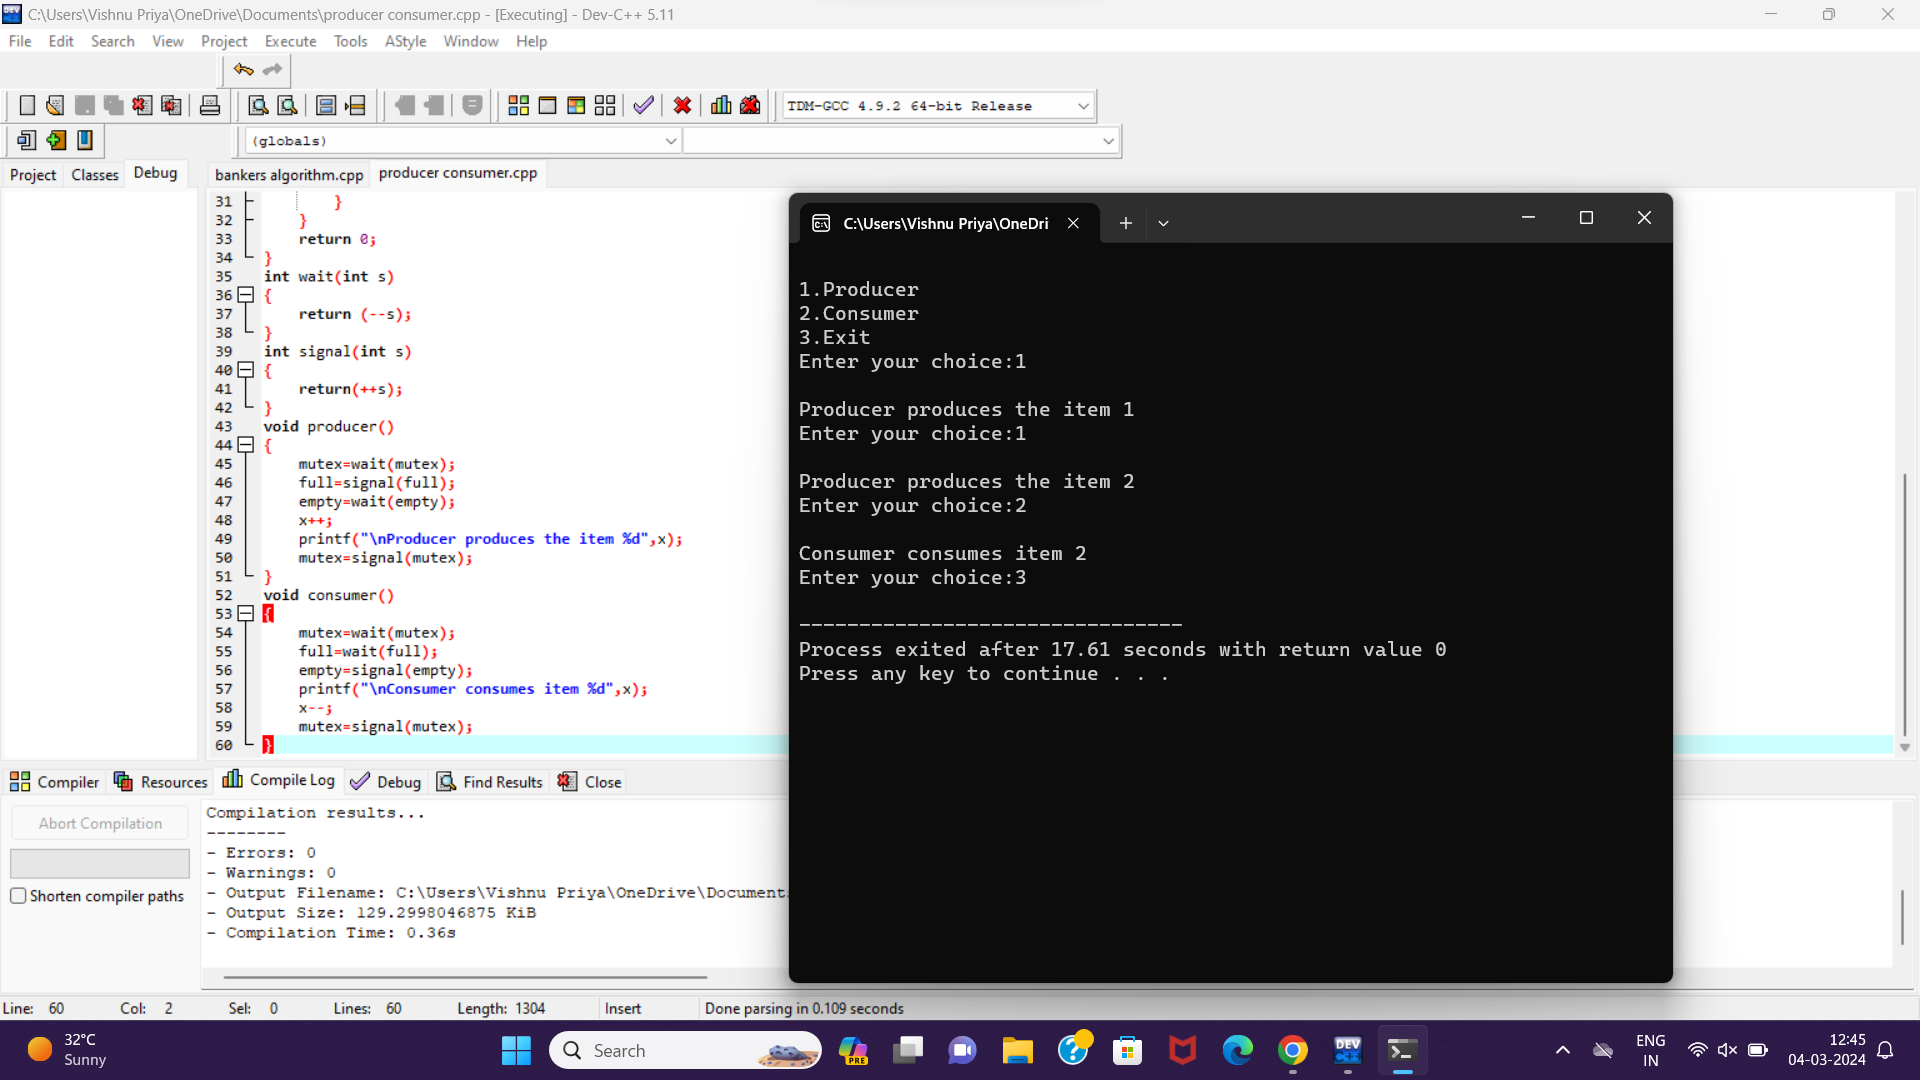 C:\Users\Vishnu Priya\OneDrive\Documents\producer consumer.cpp - [Executing] - Dev-C++ 5.11
File Edit Search View Project Execute Tools AStyle Window Help
TDM-GCC 4.9.2 64-bit Release
(globals)
Project Classes Debug
bankers algorithm.cpp producer consumer.cpp
31 }
32 }
33 return 0;
34 }
35 int wait(int s)
36 {
37 return (--s);
38 }
39 int signal(int s)
40 {
41 return(++s);
42 }
43 void producer()
44 {
45 mutex=wait(mutex);
46 full=signal(full);
47 empty=wait(empty);
48 x++;
49 printf("\nProducer produces the item %d",x);
50 mutex=signal(mutex);
51 }
52 void consumer()
53 {
54 mutex=wait(mutex);
55 full=wait(full);
56 empty=signal(empty);
57 printf("\nConsumer consumes item %d",x);
58 x--;
59 mutex=signal(mutex);
60 }
C:\Users\Vishnu Priya\OneDri
1.Producer
2.Consumer
3.Exit
Enter your choice:1
Producer produces the item 1
Enter your choice:1
Producer produces the item 2
Enter your choice:2
Consumer consumes item 2
Enter your choice:3
--------------------------------
Process exited after 17.61 seconds with return value 0
Press any key to continue . . .
Compiler Resources Compile Log Debug Find Results Close
Abort Compilation
Shorten compiler paths
Compilation results...
--------
- Errors: 0
- Warnings: 0
- Output Filename: C:\Users\Vishnu Priya\OneDrive\Documents
- Output Size: 129.2998046875 KiB
- Compilation Time: 0.36s
Line: 60 Col: 2 Sel: 0 Lines: 60 Length: 1304 Insert Done parsing in 0.109 seconds
32°C
Sunny
Search
PRE
DEV
C++
ENG
IN
12:45
04-03-2024